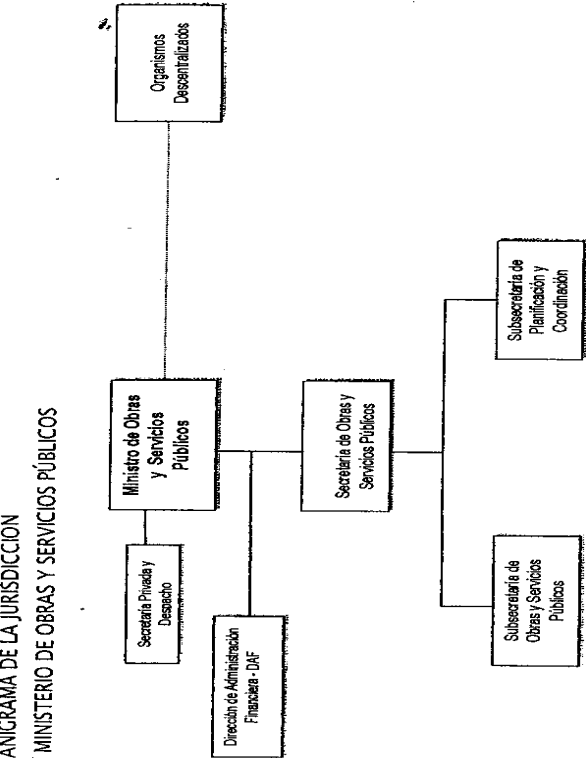 ANIGRAMA DE LA JURISDICCION
MINISTERIO DE OBRAS Y SERVICIOS PÚBLICOS
Organismos
Descentralizados
Ministro de Obras
y Servicios
Públicos
Secretaría Privada y
Despacho
Dirección de Administración
Financiera - DAF
Secretaría de Obras y
Servicios Públicos
Subsecretaría de
Obras y Servicios
Públicos
Subsecretaría de
Planificación y
Coordinación